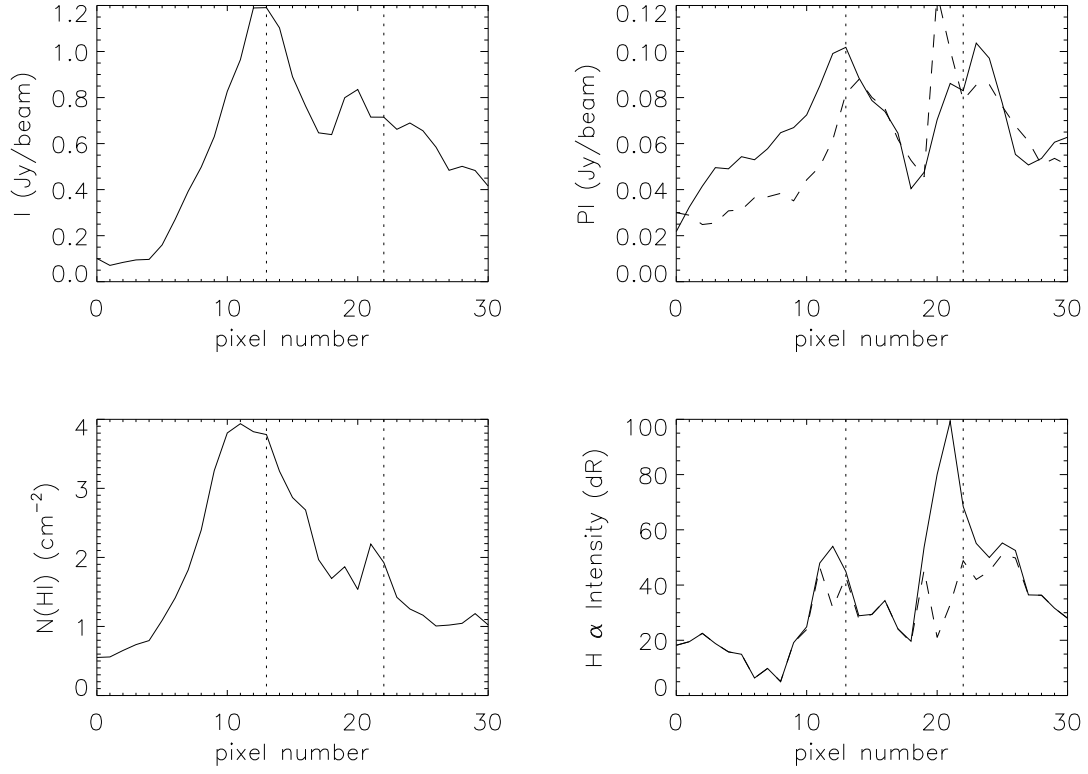 1.2
1.0
0.8
0.6
0.4
0.2
0.0
I (Jy/beam)
0 10 20 30
pixel number
0.12
0.10
0.08
0.06
0.04
0.02
0.00
PI (Jy/beam)
0 10 20 30
pixel number
4
3
2
1
0
N(HI) (cm⁻²)
0 10 20 30
pixel number
100
80
60
40
20
0
H α Intensity (dR)
0 10 20 30
pixel number